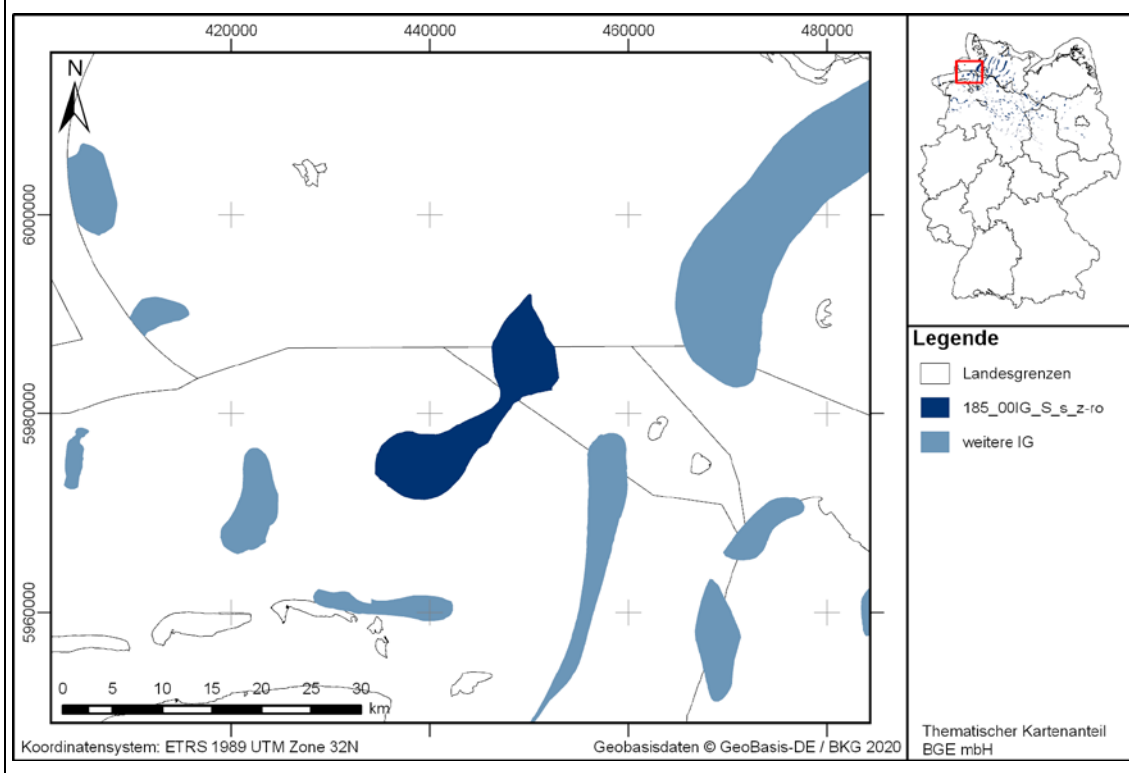 420000 440000 460000 480000
N
6000000
5980000
5960000
0 5 10 15 20 25 30
km
Koordinatensystem: ETRS 1989 UTM Zone 32N
Geobasisdaten © GeoBasis-DE / BKG 2020
Legende
Landesgrenzen
185_00IG_S_s_z-ro
weitere IG
Thematischer Kartenanteil
BGE mbH